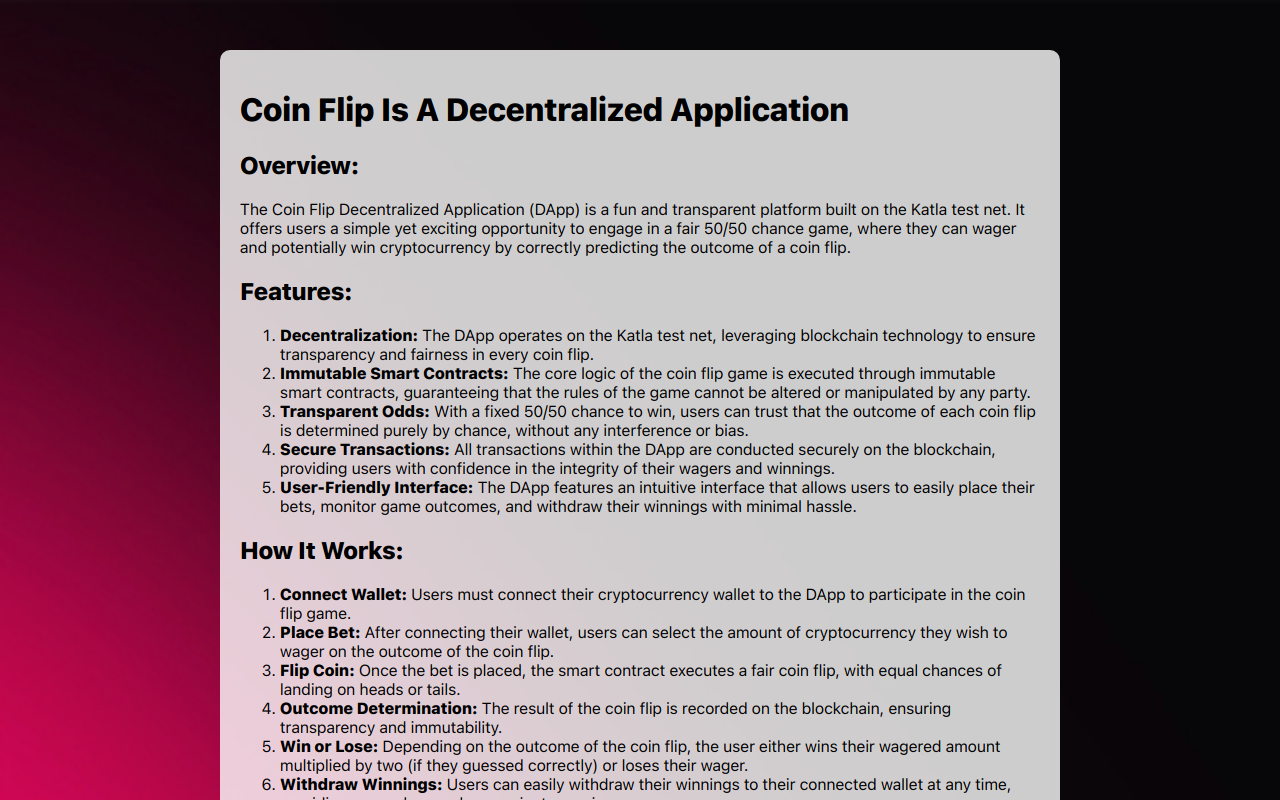 Coin Flip Is A Decentralized Application
Overview:
The Coin Flip Decentralized Application (DApp) is a fun and transparent platform built on the Katla test net. It
offers users a simple yet exciting opportunity to engage in a fair 50/50 chance game, where they can wager
and potentially win cryptocurrency by correctly predicting the outcome of a coin flip.
Features:
1. Decentralization: The DApp operates on the Katla test net, leveraging blockchain technology to ensure
transparency and fairness in every coin flip.
2. Immutable Smart Contracts: The core logic of the coin flip game is executed through immutable
smart contracts, guaranteeing that the rules of the game cannot be altered or manipulated by any party.
3. Transparent Odds: With a fixed 50/50 chance to win, users can trust that the outcome of each coin flip
is determined purely by chance, without any interference or bias.
4. Secure Transactions: All transactions within the DApp are conducted securely on the blockchain,
providing users with confidence in the integrity of their wagers and winnings.
5. User-Friendly Interface: The DApp features an intuitive interface that allows users to easily place their
bets, monitor game outcomes, and withdraw their winnings with minimal hassle.
How It Works:
1. Connect Wallet: Users must connect their cryptocurrency wallet to the DApp to participate in the coin
flip game.
2. Place Bet: After connecting their wallet, users can select the amount of cryptocurrency they wish to
wager on the outcome of the coin flip.
3. Flip Coin: Once the bet is placed, the smart contract executes a fair coin flip, with equal chances of
landing on heads or tails.
4. Outcome Determination: The result of the coin flip is recorded on the blockchain, ensuring
transparency and immutability.
5. Win or Lose: Depending on the outcome of the coin flip, the user either wins their wagered amount
multiplied by two (if they guessed correctly) or loses their wager.
6. Withdraw Winnings: Users can easily withdraw their winnings to their connected wallet at any time,